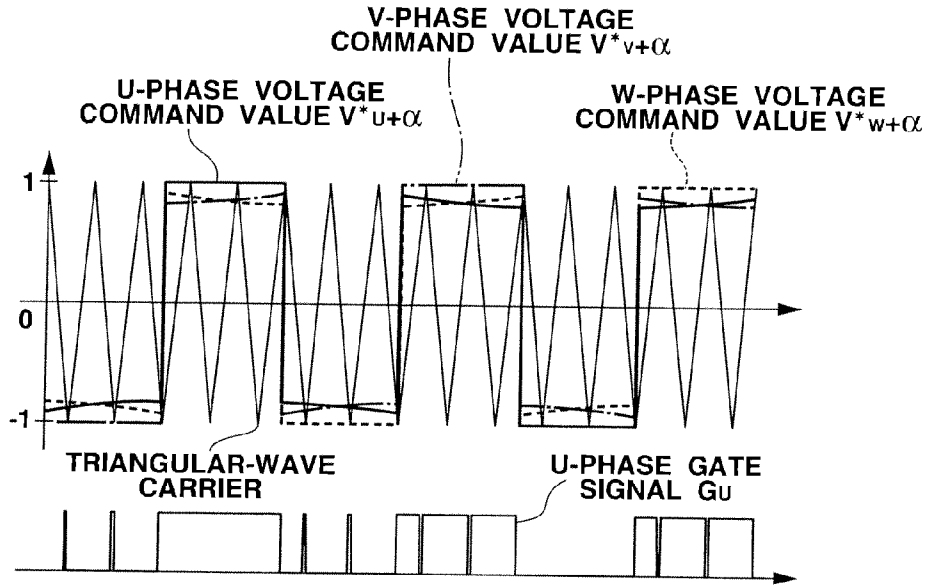 V-PHASE VOLTAGE
COMMAND VALUE V*V+α
U-PHASE VOLTAGE
COMMAND VALUE V*U+α
W-PHASE VOLTAGE
COMMAND VALUE V*W+α
1
0
-1
TRIANGULAR-WAVE
CARRIER
U-PHASE GATE
SIGNAL GU